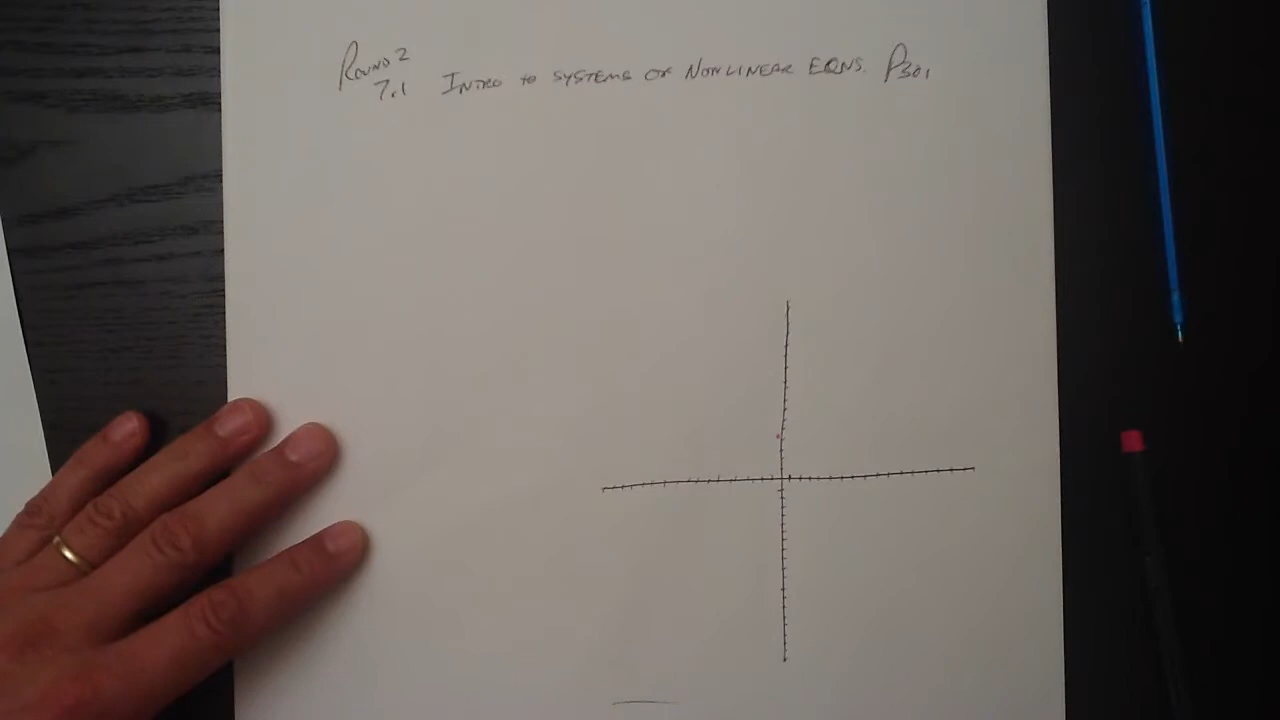 ROUND 2
7.1 INTRO to SYSTEMS OF NONLINEAR EQNS. P301